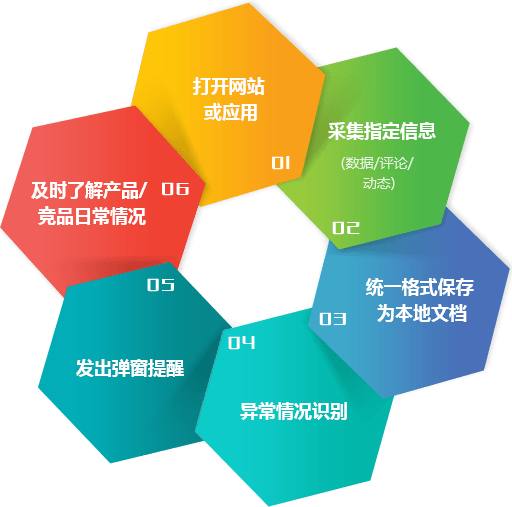 打开网站
或应用
01
采集指定信息
(数据/评论/
动态)
02
统一格式保存
为本地文档
03
异常情况识别
04
发出弹窗提醒
05
及时了解产品/
竞品日常情况
06